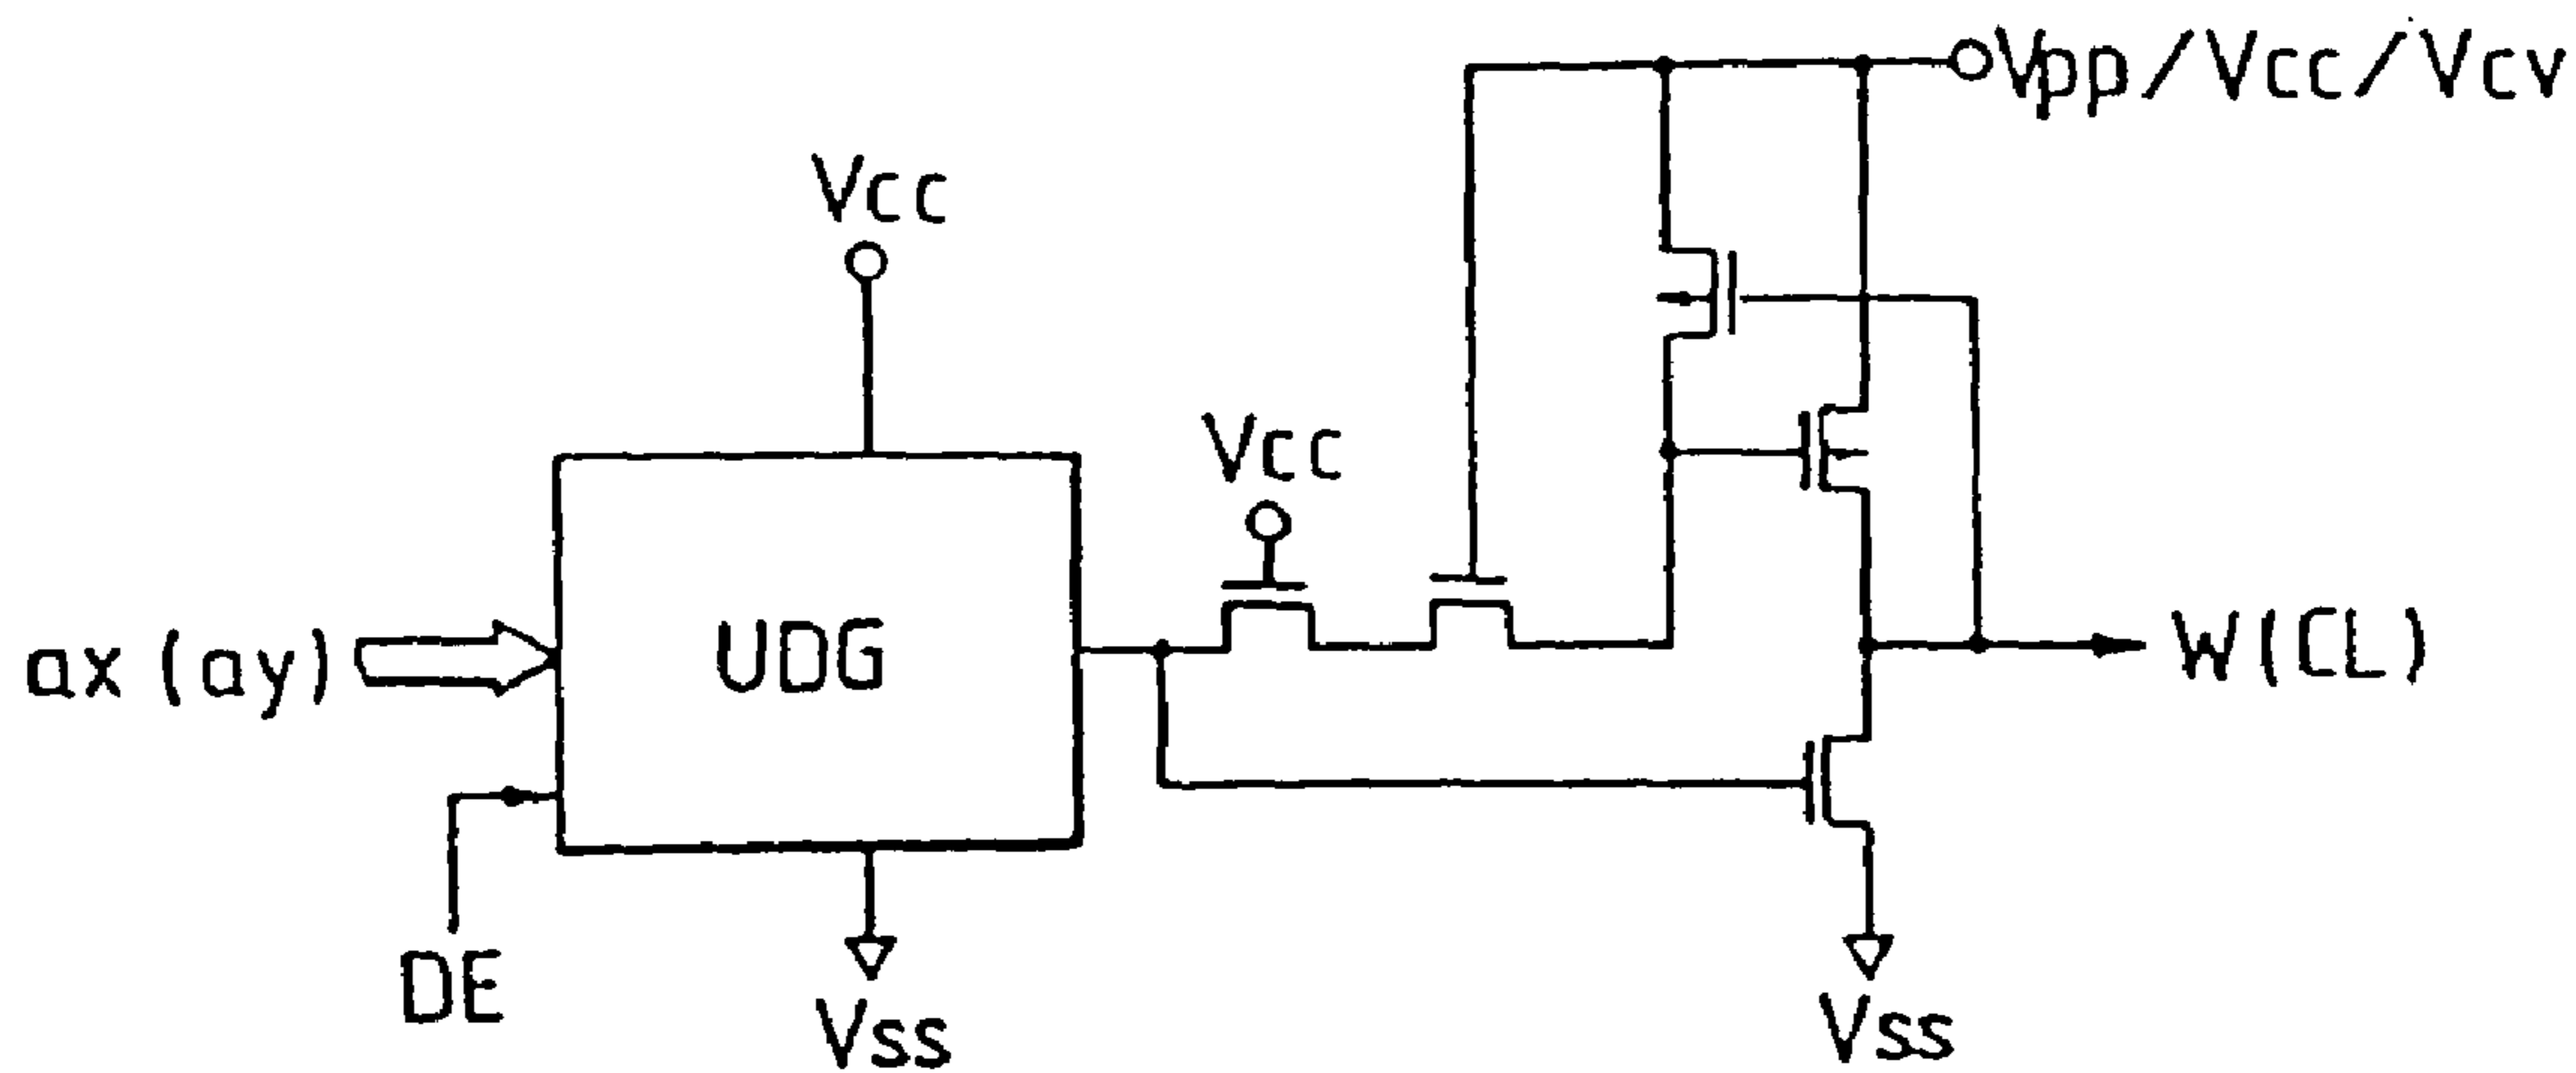 Vpp/Vcc/Vcv
Vcc
Vcc
ax (ay)
UDG
W(CL)
DE
Vss
Vss